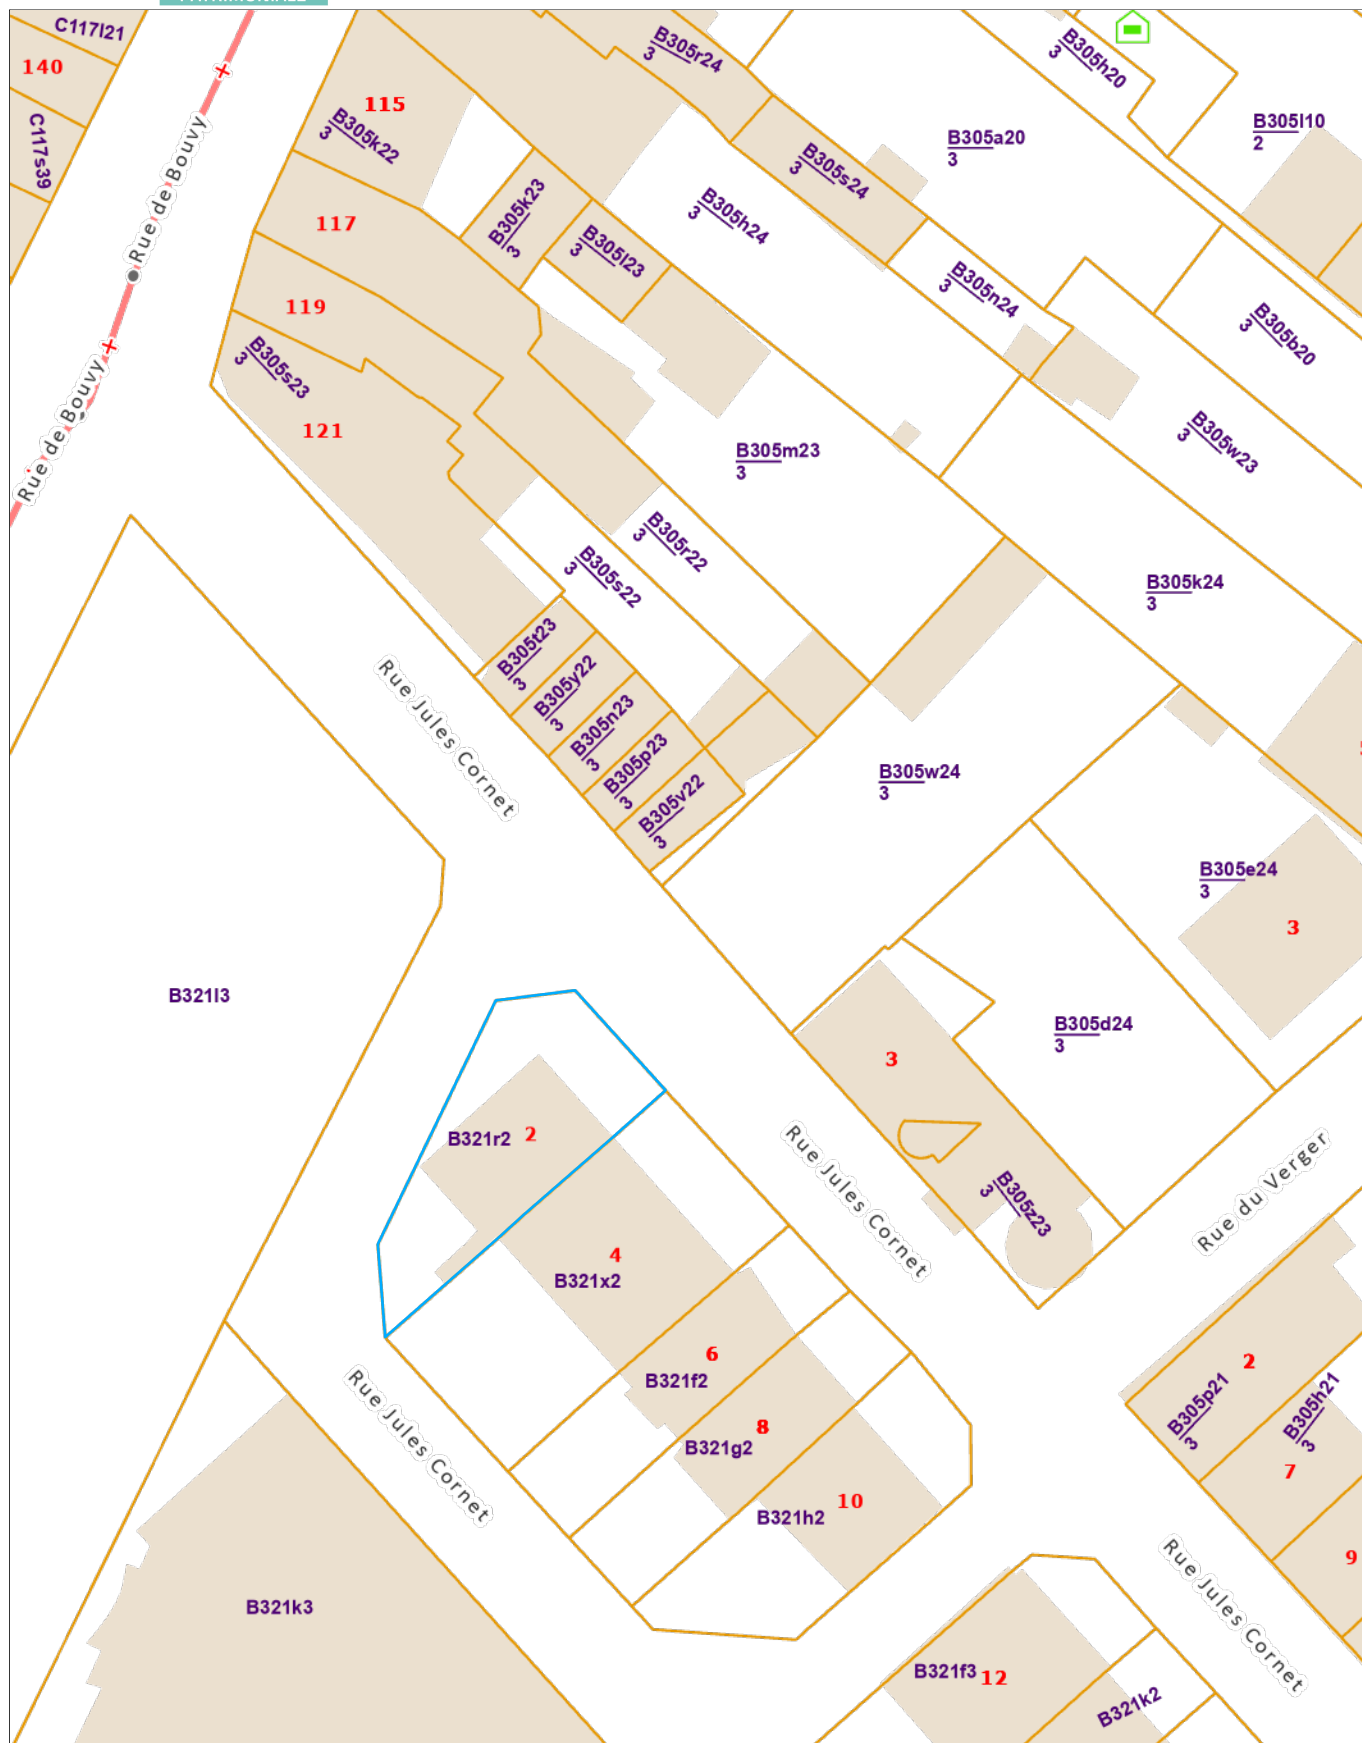 C117l21
140
C117s39
Rue de Bouvy
Rue de Bouvy
115
B305k22
3
117
119
B305s23
3
121
B305r24
3
B305h20
3
B305l10
2
B305a20
3
B305s24
3
B305h24
3
B305k23
3
B305l23
3
B305n24
3
B305b20
3
B305w23
3
B305m23
3
B305r22
3
B305s22
3
B305k24
3
B305t23
3
B305y22
3
B305n23
3
B305p23
3
B305v22
3
Rue Jules Cornet
B305w24
3
B305e24
3
3
B321l3
B305d24
3
3
B305z23
3
B321r2
2
Rue Jules Cornet
Rue du Verger
4
B321x2
6
B321f2
8
B321g2
10
B321h2
Rue Jules Cornet
2
B305p21
3
B305h21
3
7
9
B321k3
Rue Jules Cornet
B321f3
12
B321k2